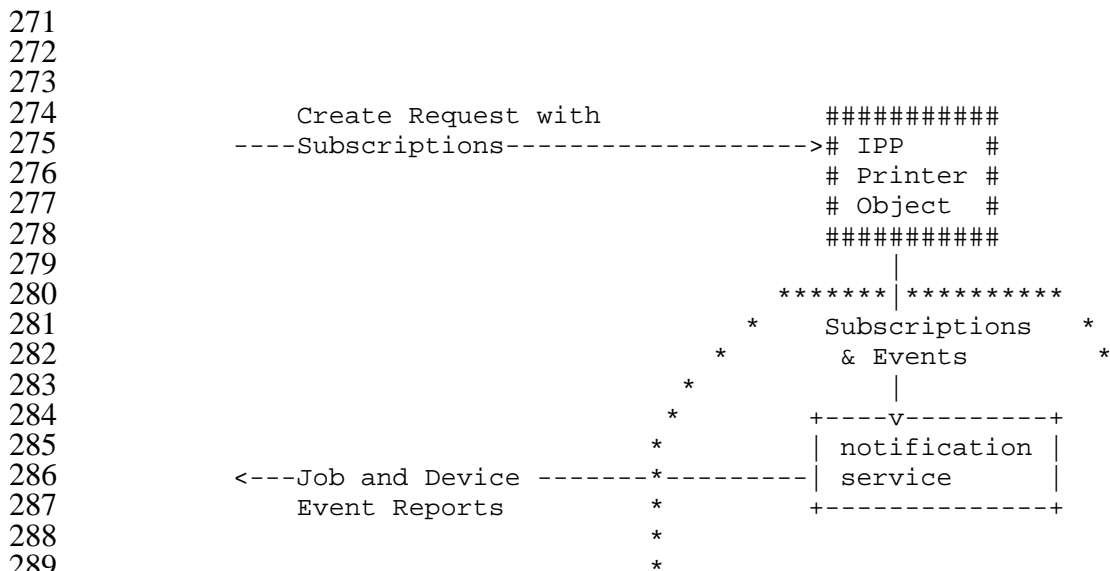 271
272
273
274 Create Request with ###########
275 ----Subscriptions------------------->#  IPP     #
276 # Printer #
277 # Object  #
278 ###########
279 |
280 *******|**********
281 * Subscriptions *
282 * & Events *
283 * |
284 * +----v---------+
285 * | notification |
286 <---Job and Device -------*---------| service |
287 Event Reports * +--------------+
288 *
289 *